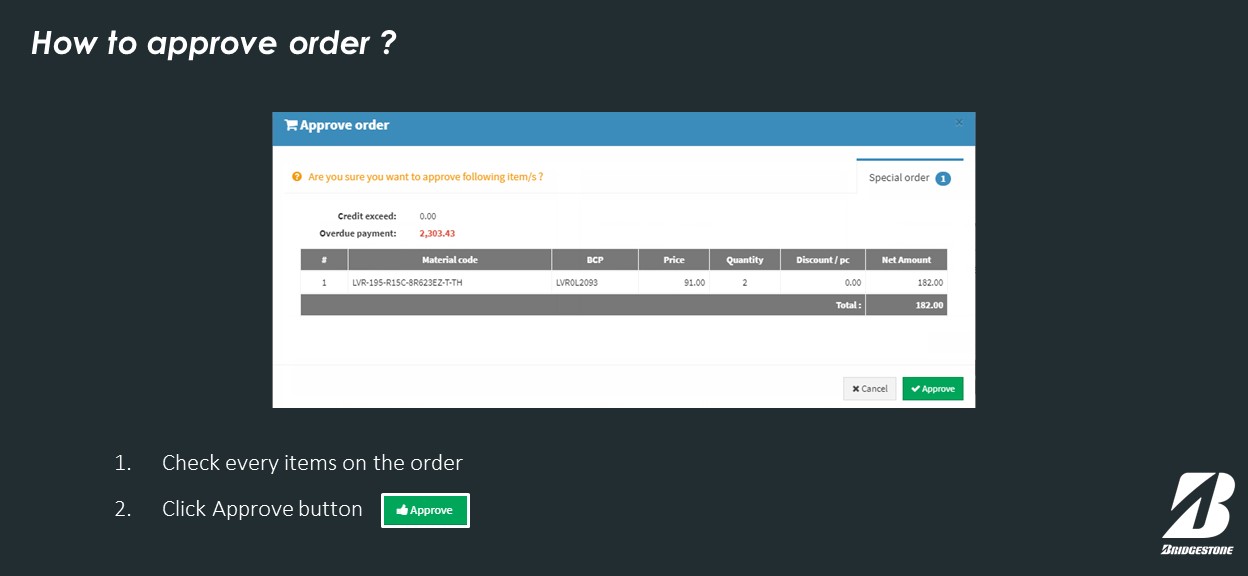 How to approve order ?
Approve order
×
Are you sure you want to approve following item/s ?
Special order 1
Credit exceed: 0.00
Overdue payment: 2,303.43
# Material code BCP Price Quantity Discount / pc Net Amount
1 LVR-195-R15C-8R623EZ-T-TH LVR0L2093 91.00 2 0.00 182.00
Total : 182.00
Cancel Approve
1. Check every items on the order
2. Click Approve button Approve
BRIDGESTONE